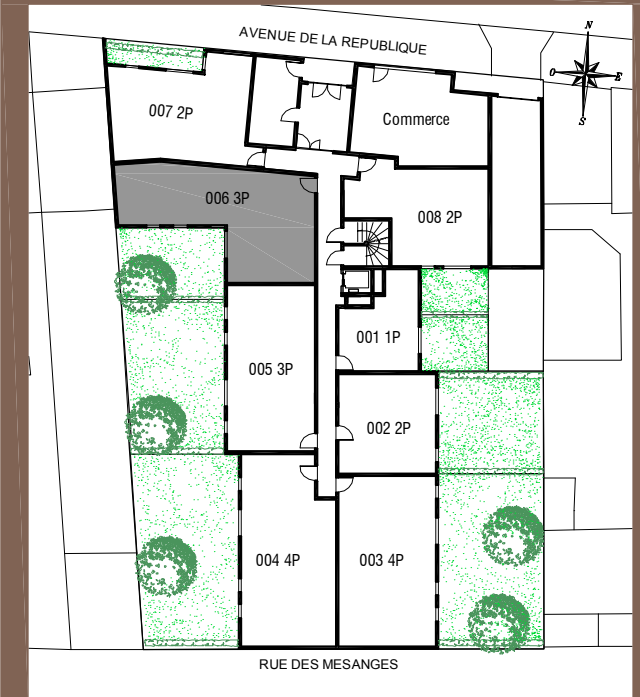 AVENUE DE LA REPUBLIQUE
N
O
E
S
007 2P
Commerce
006 3P
008 2P
001 1P
005 3P
002 2P
004 4P
003 4P
RUE DES MESANGES